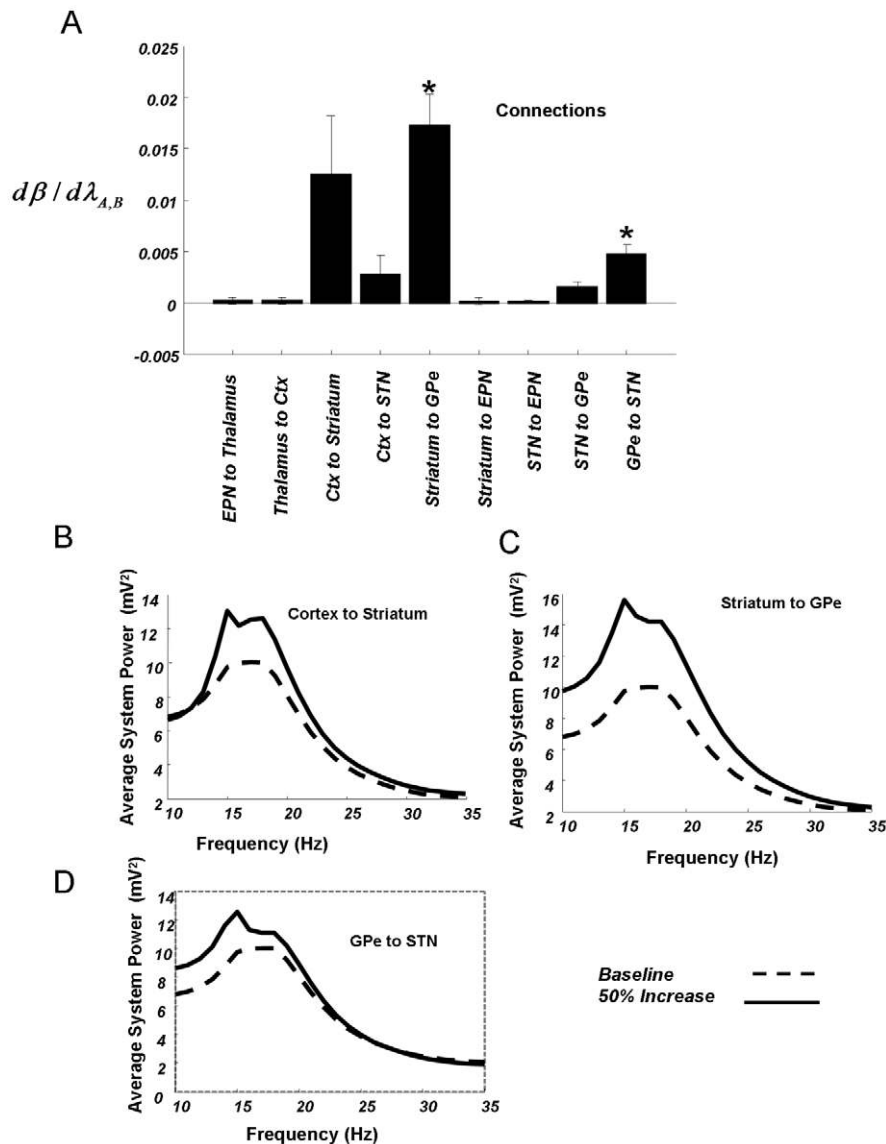 A
0.025
0.02
0.015
0.01
0.005
0
-0.005
dβ / dλ_{A,B}
Connections
*
*
EPN to Thalamus
Thalamus to Ctx
Ctx to Striatum
Ctx to STN
Striatum to GPe
Striatum to EPN
STN to EPN
STN to GPe
GPe to STN
B
Average System Power (mV²)
14
12
10
8
6
4
2
Cortex to Striatum
10 15 20 25 30 35
Frequency (Hz)
C
Average System Power (mV²)
16
14
12
10
8
6
4
2
Striatum to GPe
10 15 20 25 30 35
Frequency (Hz)
D
Average System Power (mV²)
14
12
10
8
6
4
2
0
GPe to STN
10 15 20 25 30 35
Frequency (Hz)
Baseline
50% Increase